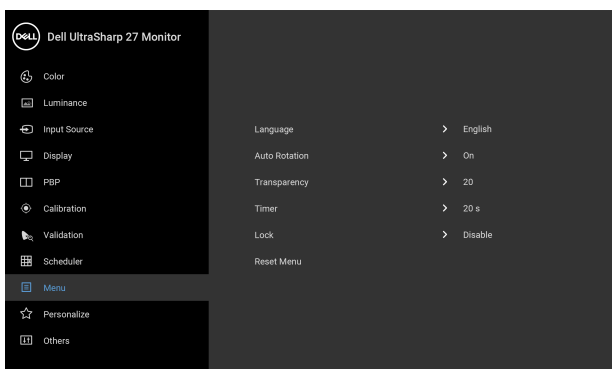 DELL Dell UltraSharp 27 Monitor
Color
Luminance
Input Source
Display
PBP
Calibration
Validation
Scheduler
Menu
Personalize
Others
Language > English
Auto Rotation > On
Transparency > 20
Timer > 20 s
Lock > Disable
Reset Menu